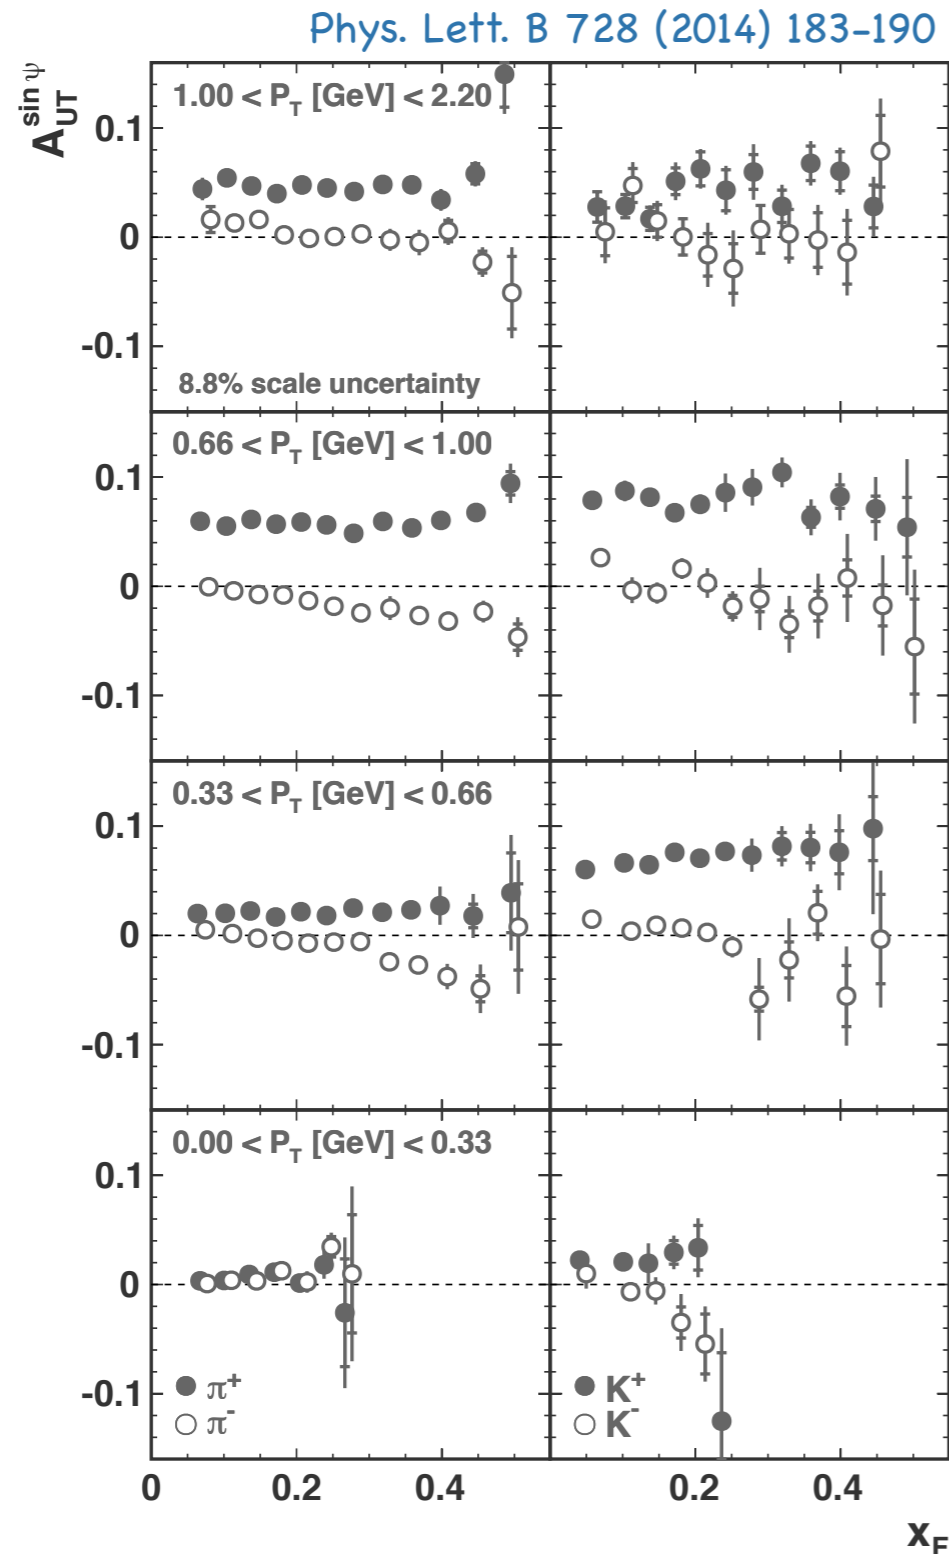 Phys. Lett. B 728 (2014) 183-190
A_UT^sin ψ
1.00 < P_T [GeV] < 2.20
0.1
0
-0.1
8.8% scale uncertainty
0.66 < P_T [GeV] < 1.00
0.1
0
-0.1
0.33 < P_T [GeV] < 0.66
0.1
0
-0.1
0.00 < P_T [GeV] < 0.33
0.1
0
-0.1
π⁺
π⁻
K⁺
K⁻
0 0.2 0.4 0.2 0.4
x_F